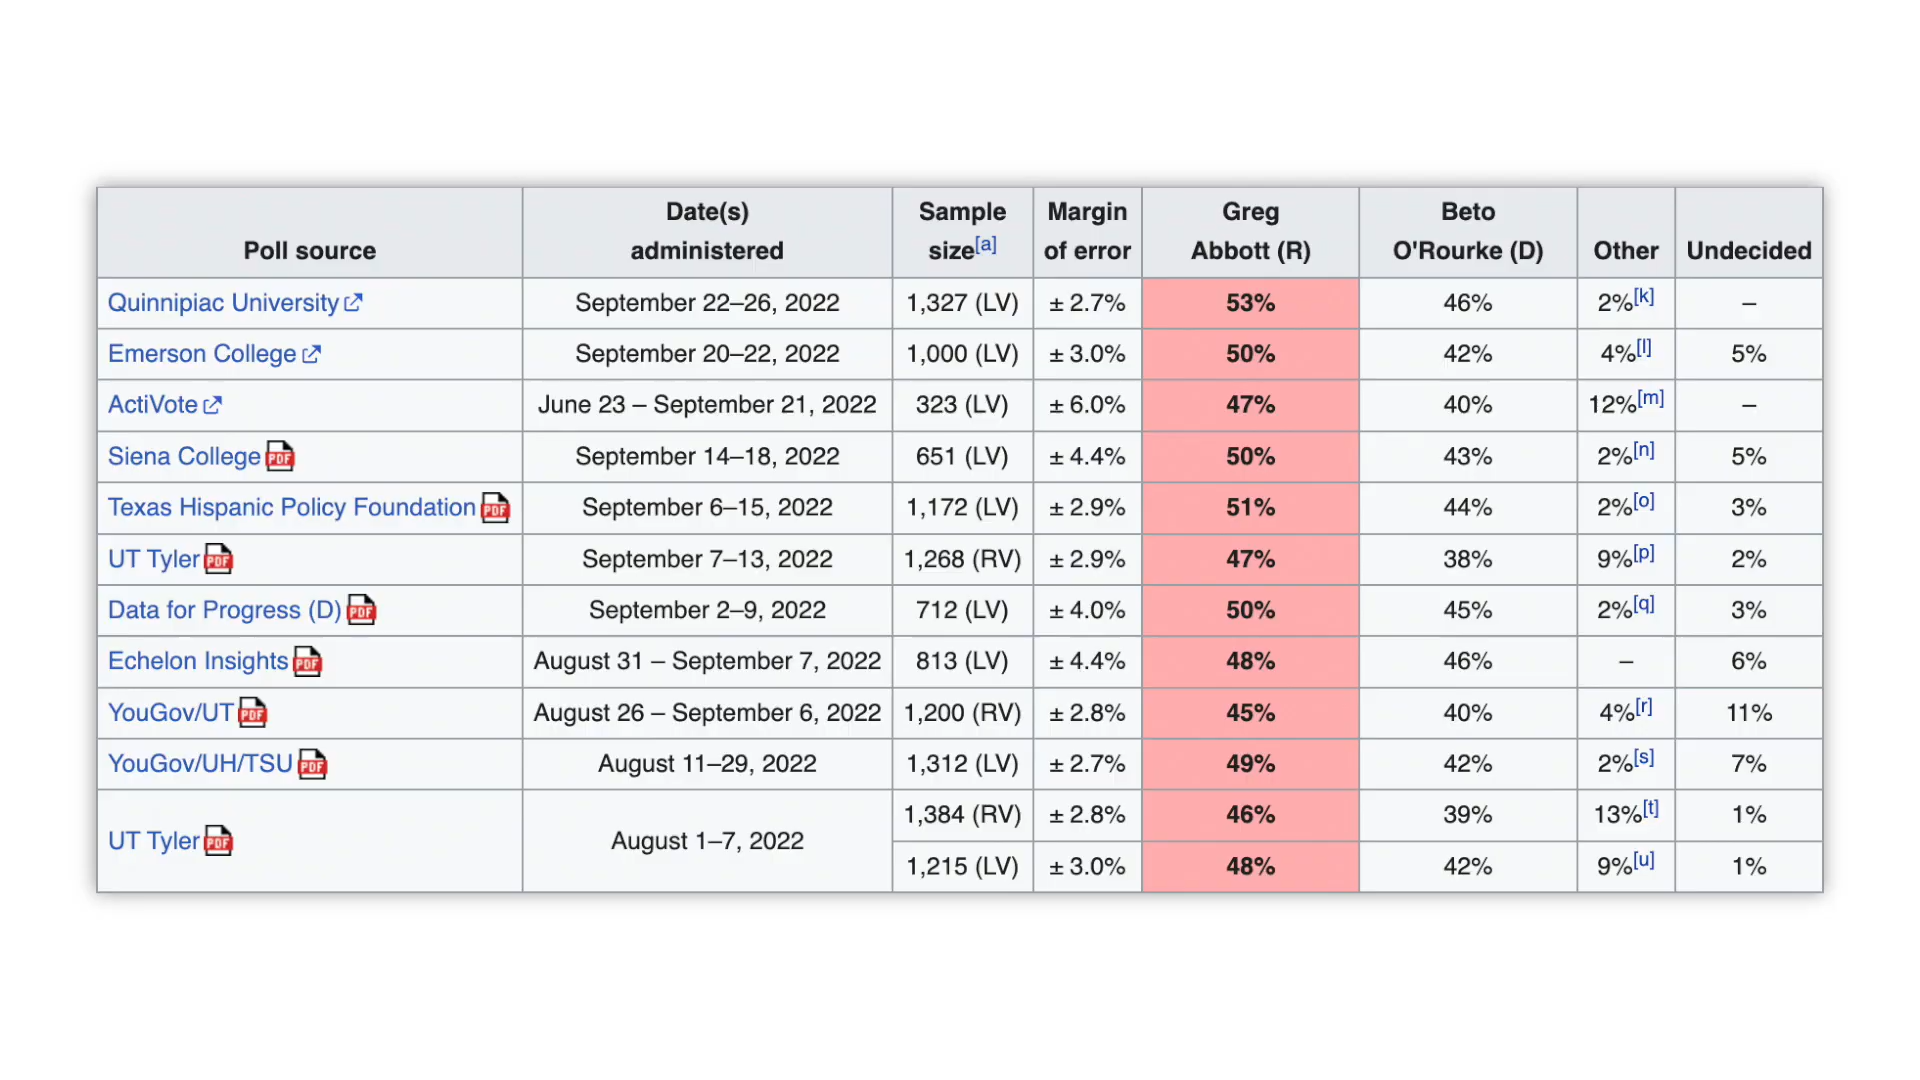 Poll source Date(s) administered Sample size[a] Margin of error Greg Abbott (R) Beto O'Rourke (D) Other Undecided
Quinnipiac University September 22–26, 2022 1,327 (LV) ± 2.7% 53% 46% 2%[k] –
Emerson College September 20–22, 2022 1,000 (LV) ± 3.0% 50% 42% 4%[l] 5%
ActiVote June 23 – September 21, 2022 323 (LV) ± 6.0% 47% 40% 12%[m] –
Siena College PDF September 14–18, 2022 651 (LV) ± 4.4% 50% 43% 2%[n] 5%
Texas Hispanic Policy Foundation PDF September 6–15, 2022 1,172 (LV) ± 2.9% 51% 44% 2%[o] 3%
UT Tyler PDF September 7–13, 2022 1,268 (RV) ± 2.9% 47% 38% 9%[p] 2%
Data for Progress (D) PDF September 2–9, 2022 712 (LV) ± 4.0% 50% 45% 2%[q] 3%
Echelon Insights PDF August 31 – September 7, 2022 813 (LV) ± 4.4% 48% 46% – 6%
YouGov/UT PDF August 26 – September 6, 2022 1,200 (RV) ± 2.8% 45% 40% 4%[r] 11%
YouGov/UH/TSU PDF August 11–29, 2022 1,312 (LV) ± 2.7% 49% 42% 2%[s] 7%
UT Tyler PDF August 1–7, 2022 1,384 (RV) ± 2.8% 46% 39% 13%[t] 1%
1,215 (LV) ± 3.0% 48% 42% 9%[u] 1%